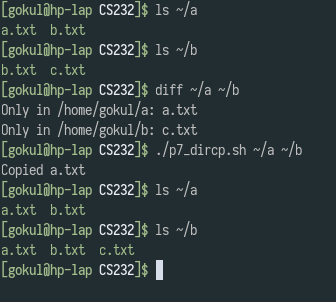 [gokul@hp-lap CS232]$ ls ~/a
a.txt  b.txt
[gokul@hp-lap CS232]$ ls ~/b
b.txt  c.txt
[gokul@hp-lap CS232]$ diff ~/a ~/b
Only in /home/gokul/a: a.txt
Only in /home/gokul/b: c.txt
[gokul@hp-lap CS232]$ ./p7_dircp.sh ~/a ~/b
Copied a.txt
[gokul@hp-lap CS232]$ ls ~/a
a.txt  b.txt
[gokul@hp-lap CS232]$ ls ~/b
a.txt  b.txt  c.txt
[gokul@hp-lap CS232]$